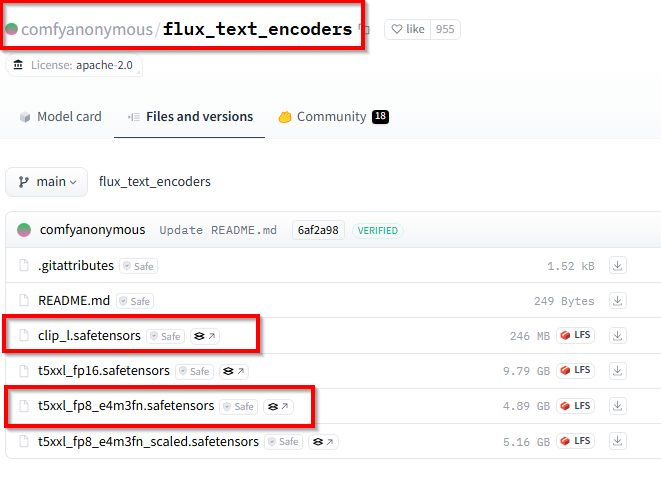 comfyanonymous/flux_text_encoders like 955
License: apache-2.0
Model card Files and versions Community 18
main flux_text_encoders
comfyanonymous Update README.md 6af2a98 VERIFIED
.gitattributes Safe 1.52 kB
README.md Safe 249 Bytes
clip_l.safetensors Safe 246 MB LFS
t5xxl_fp16.safetensors Safe 9.79 GB LFS
t5xxl_fp8_e4m3fn.safetensors Safe 4.89 GB LFS
t5xxl_fp8_e4m3fn_scaled.safetensors Safe 5.16 GB LFS